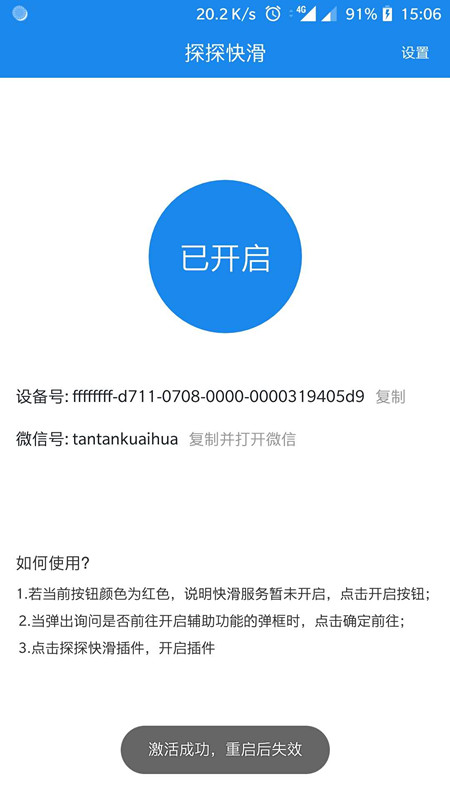 20.2 K/s 4G 91% 15:06
探探快滑 设置
已开启
设备号: ffffffff-d711-0708-0000-0000319405d9 复制
微信号: tantankuaihua 复制并打开微信
如何使用?
1.若当前按钮颜色为红色，说明快滑服务暂未开启，点击开启按钮;
2.当弹出询问是否前往开启辅助功能的弹框时，点击确定前往;
3.点击探探快滑插件，开启插件
激活成功，重启后失效